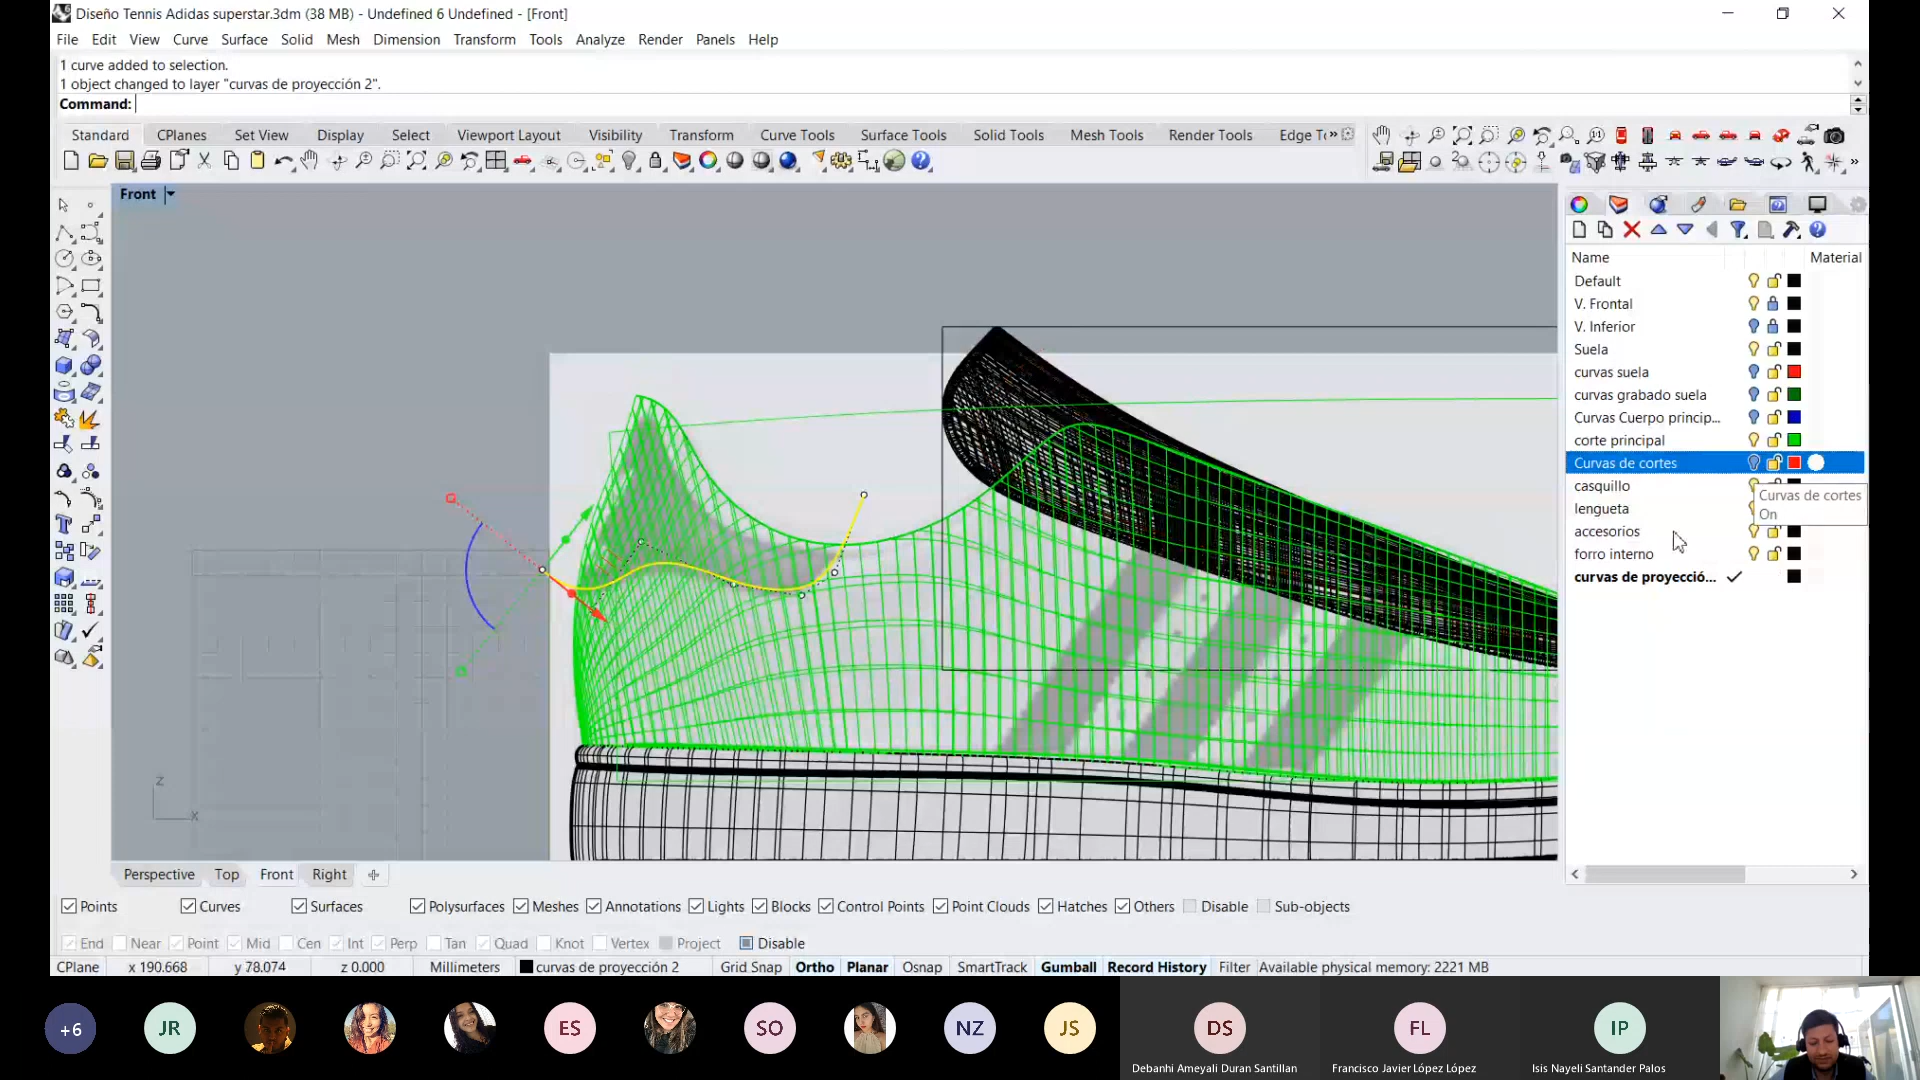 Diseño Tennis Adidas superstar.3dm (38 MB) - Undefined 6 Undefined - [Front]
File Edit View Curve Surface Solid Mesh Dimension Transform Tools Analyze Render Panels Help
1 curve added to selection.
1 object changed to layer "curvas de proyección 2".
Command:
Standard CPlanes Set View Display Select Viewport Layout Visibility Transform Curve Tools Surface Tools Solid Tools Mesh Tools Render Tools Edge To
Front
Name Material
Default
V. Frontal
V. Inferior
Suela
curvas suela
curvas grabado suela
Curvas Cuerpo princip...
corte principal
Curvas de cortes
casquillo
Curvas de cortes
On
lengueta
accesorios
forro interno
curvas de proyecció...
z
x
Perspective Top Front Right
Points Curves Surfaces Polysurfaces Meshes Annotations Lights Blocks Control Points Point Clouds Hatches Others Disable Sub-objects
End Near Point Mid Cen Int Perp Tan Quad Knot Vertex Project Disable
CPlane x 190.668 y 78.074 z 0.000 Millimeters curvas de proyección 2 Grid Snap Ortho Planar Osnap SmartTrack Gumball Record History Filter Available physical memory: 2221 MB
+6 JR ES SO NZ JS DS FL IP
Debanhi Ameyali Duran Santillan Francisco Javier López López Isis Nayeli Santander Palos